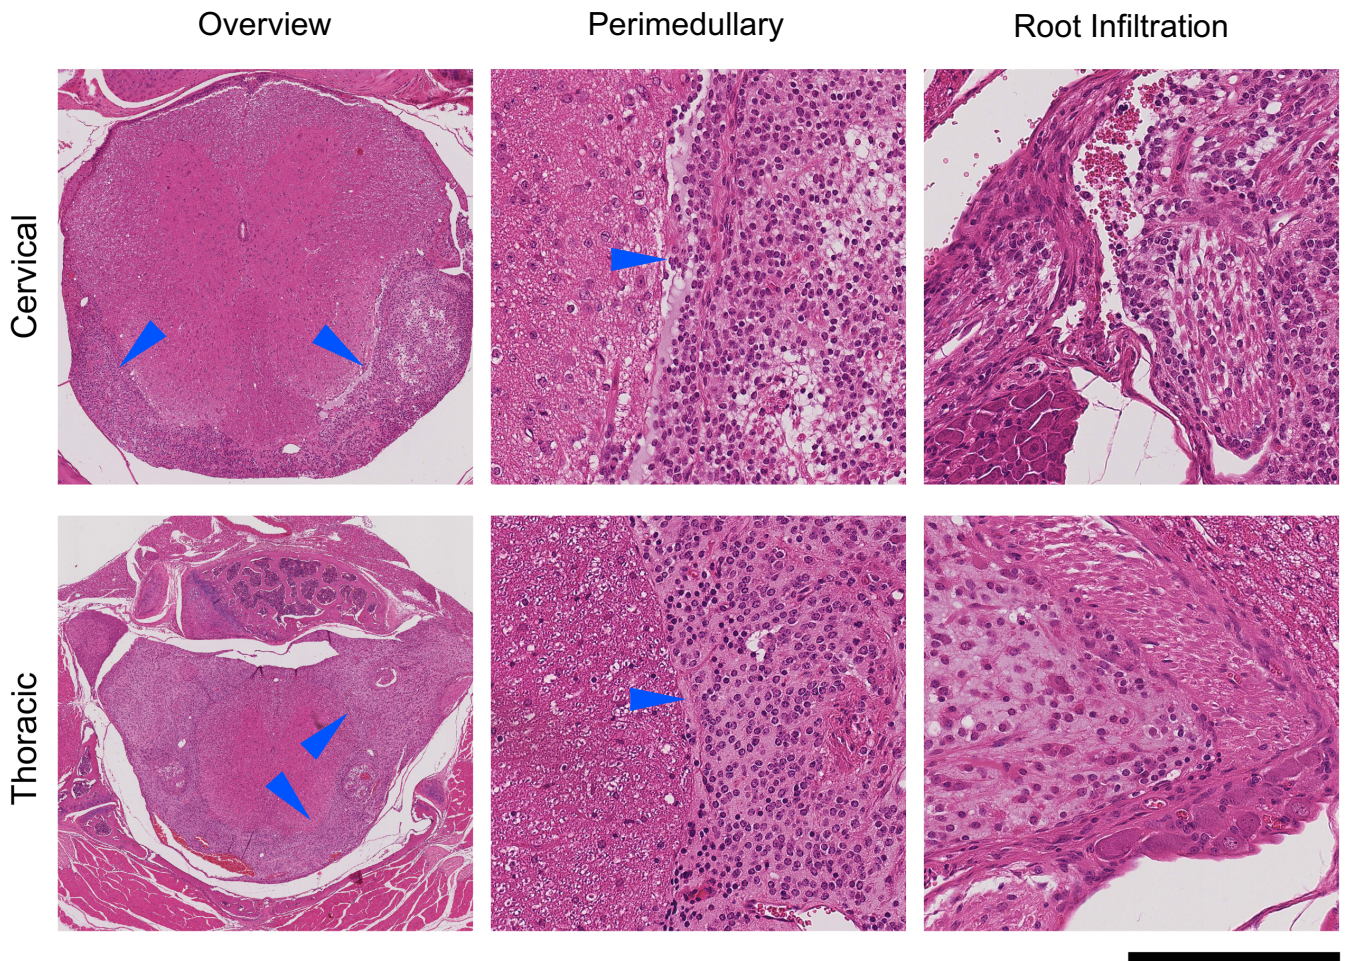 Overview
Perimedullary
Root Infiltration
Cervical
Thoracic